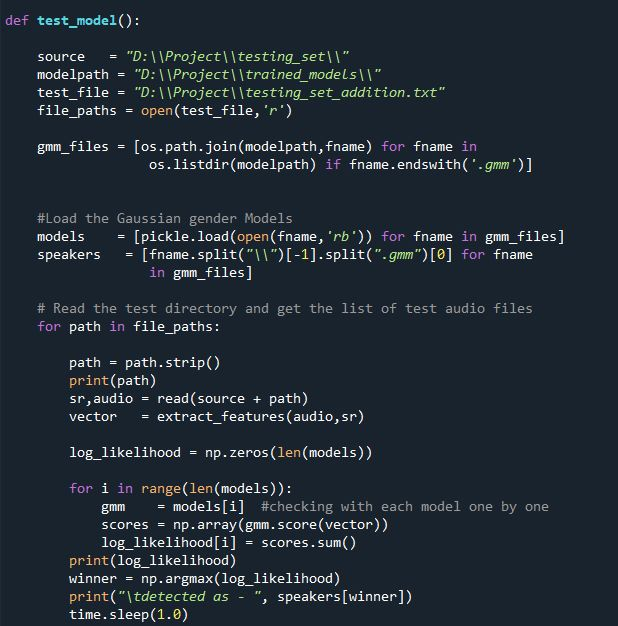 def test_model():
source = "D:\\Project\\testing_set\\"
modelpath = "D:\\Project\\trained_models\\"
test_file = "D:\\Project\\testing_set_addition.txt"
file_paths = open(test_file,'r')
gmm_files = [os.path.join(modelpath,fname) for fname in
os.listdir(modelpath) if fname.endswith('.gmm')]
#Load the Gaussian gender Models
models = [pickle.load(open(fname,'rb')) for fname in gmm_files]
speakers = [fname.split("\\")[-1].split(".gmm")[0] for fname
in gmm_files]
# Read the test directory and get the list of test audio files
for path in file_paths:
path = path.strip()
print(path)
sr,audio = read(source + path)
vector = extract_features(audio,sr)
log_likelihood = np.zeros(len(models))
for i in range(len(models)):
gmm = models[i] #checking with each model one by one
scores = np.array(gmm.score(vector))
log_likelihood[i] = scores.sum()
print(log_likelihood)
winner = np.argmax(log_likelihood)
print("\tdetected as - ", speakers[winner])
time.sleep(1.0)